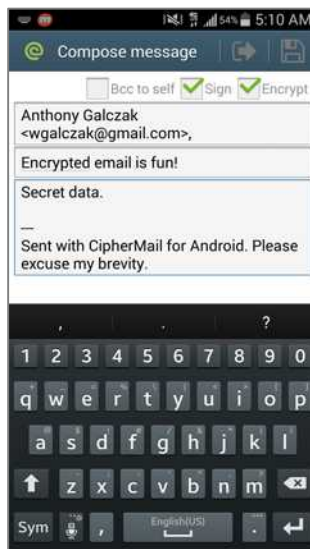 54% 5:10 AM
Compose message
Bcc to self Sign Encrypt
Anthony Galczak
<wgalczak@gmail.com>,
Encrypted email is fun!
Secret data.
---
Sent with CipherMail for Android. Please
excuse my brevity.
, . ?
1 2 3 4 5 6 7 8 9 0
q w e r t y u i o p
a s d f g h j k l
z x c v b n m
Sym , English(US) .